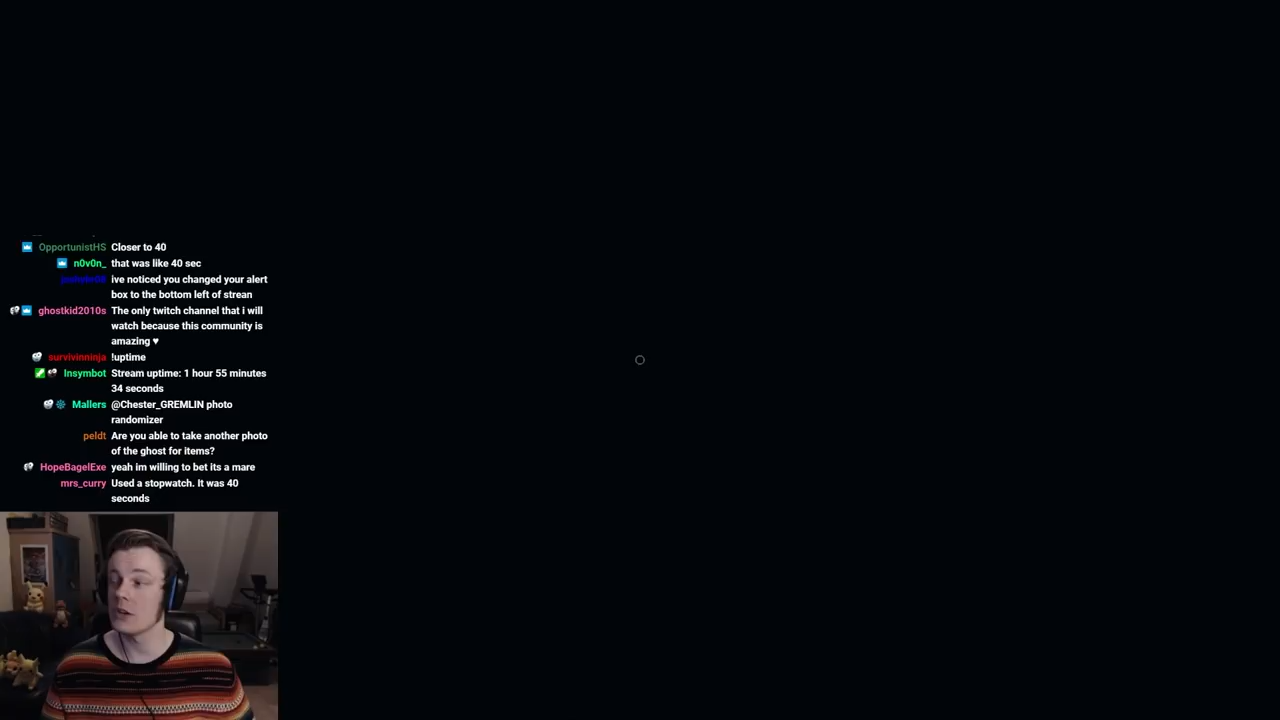 OpportunistHS Closer to 40
n0v0n_ that was like 40 sec
ive noticed you changed your alert
box to the bottom left of strean
ghostkid2010s The only twitch channel that i will
watch because this community is
amazing ♥
survivinninja !uptime
Insymbot Stream uptime: 1 hour 55 minutes
34 seconds
Mallers @Chester_GREMLIN photo
randomizer
peldt Are you able to take another photo
of the ghost for items?
HopeBagelExe yeah im willing to bet its a mare
mrs_curry Used a stopwatch. It was 40
seconds